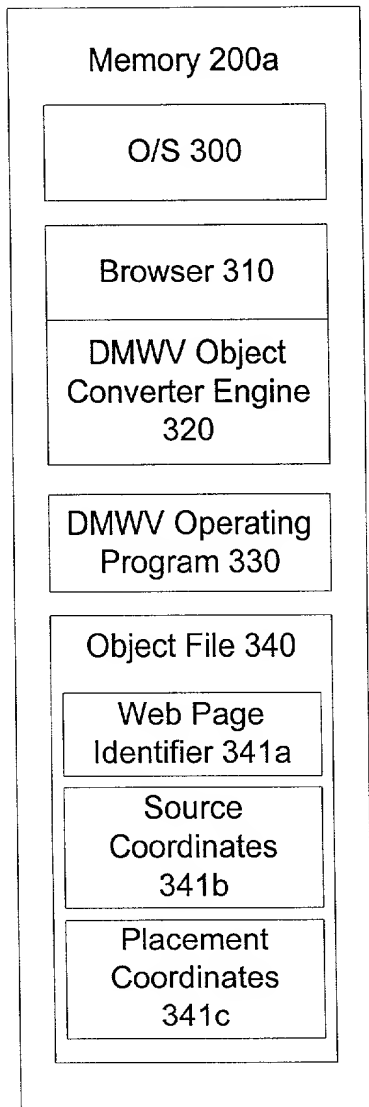 Memory 200a
O/S 300
Browser 310
DMWV Object
Converter Engine
320
DMWV Operating
Program 330
Object File 340
Web Page
Identifier 341a
Source
Coordinates
341b
Placement
Coordinates
341c